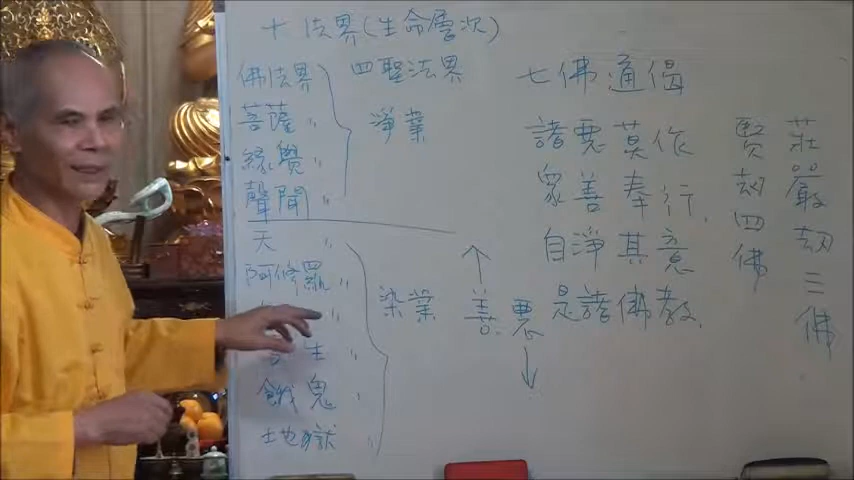 十法界(生命層次)
佛法界
菩薩〃
緣覺〃
聲聞〃
四聖法界
淨業
天〃
阿修羅〃
〃
生〃
餓鬼〃
地獄〃
染業
善 ↑
惡 ↓
七佛通偈
諸惡莫作
眾善奉行.
自淨其意
是諸佛教.
賢劫四佛
莊嚴劫三佛